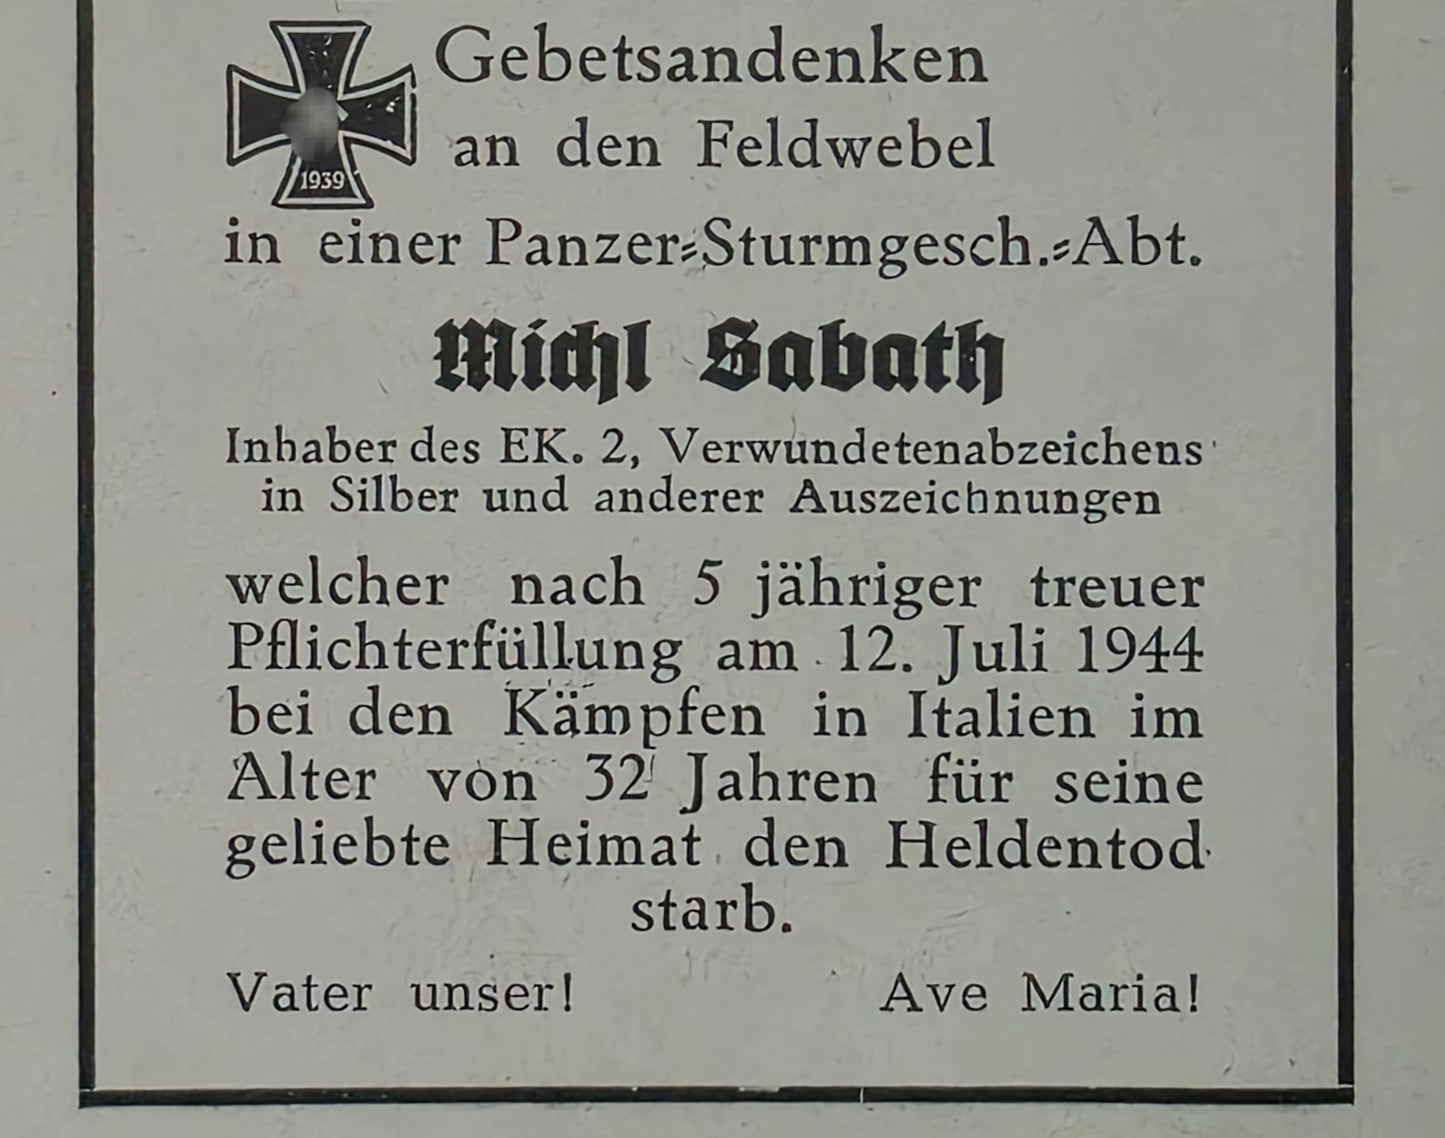 Gebetsandenken
an den Feldwebel
1939
in einer Panzer-Sturmgesch.-Abt.
Michl Sabath
Inhaber des EK. 2, Verwundetenabzeichens
in Silber und anderer Auszeichnungen
welcher nach 5 jähriger treuer
Pflichterfüllung am 12. Juli 1944
bei den Kämpfen in Italien im
Alter von 32 Jahren für seine
geliebte Heimat den Heldentod
starb.
Vater unser! Ave Maria!